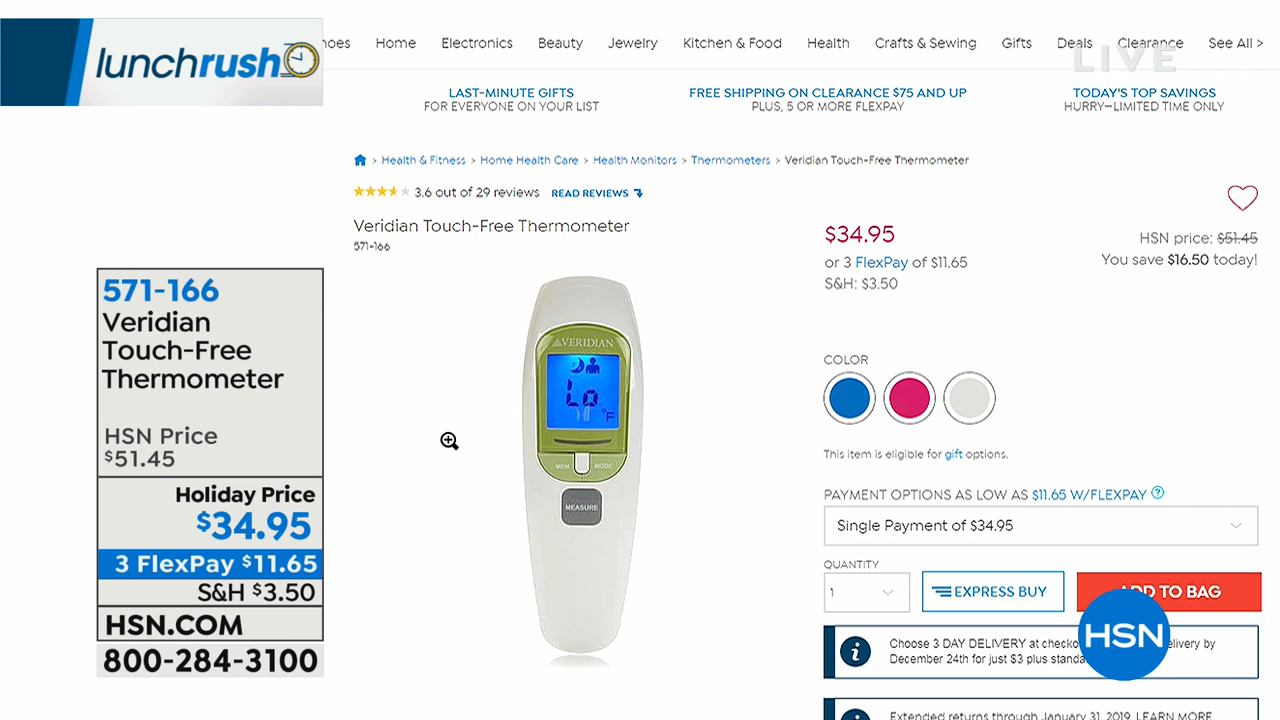 lunchrush
hoes Home Electronics Beauty Jewelry Kitchen & Food Health Crafts & Sewing Gifts Deals Clearance See All >
LIVE
LAST-MINUTE GIFTS
FOR EVERYONE ON YOUR LIST
FREE SHIPPING ON CLEARANCE $75 AND UP
PLUS, 5 OR MORE FLEXPAY
TODAY'S TOP SAVINGS
HURRY—LIMITED TIME ONLY
> Health & Fitness > Home Health Care > Health Monitors > Thermometers > Veridian Touch-Free Thermometer
3.6 out of 29 reviews READ REVIEWS
Veridian Touch-Free Thermometer
571-166
$34.95
or 3 FlexPay of $11.65
S&H: $3.50
HSN price: $51.45
You save $16.50 today!
571-166
Veridian
Touch-Free
Thermometer
HSN Price
$51.45
Holiday Price
$34.95
3 FlexPay $11.65
S&H $3.50
HSN.COM
800-284-3100
VERIDIAN
Lo
°F
MEM MODE
MEASURE
COLOR
This item is eligible for gift options.
PAYMENT OPTIONS AS LOW AS $11.65 W/FLEXPAY ?
Single Payment of $34.95
QUANTITY
1
EXPRESS BUY
ADD TO BAG
HSN
Choose 3 DAY DELIVERY at checko elivery by
December 24th for just $3 plus standa
Extended returns through January 31, 2019. LEARN MORE